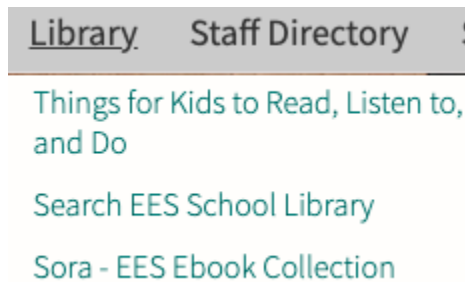 Library Staff Directory
Things for Kids to Read, Listen to,
and Do
Search EES School Library
Sora - EES Ebook Collection